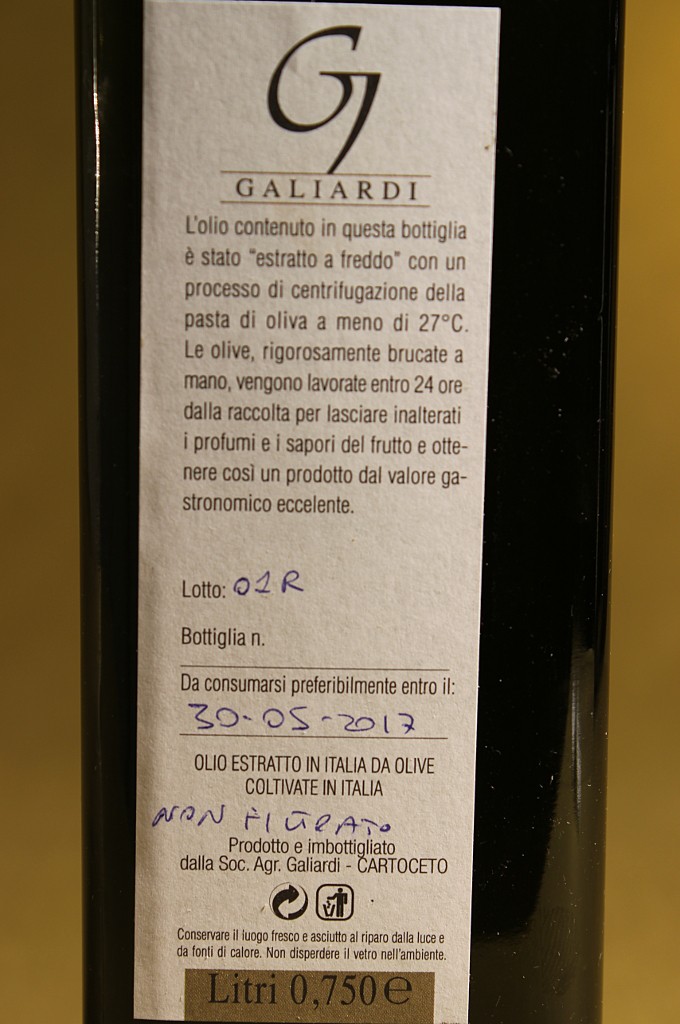 G
GALIARDI
L'olio contenuto in questa bottiglia
è stato "estratto a freddo" con un
processo di centrifugazione della
pasta di oliva a meno di 27°C.
Le olive, rigorosamente brucate a
mano, vengono lavorate entro 24 ore
dalla raccolta per lasciare inalterati
i profumi e i sapori del frutto e otte-
nere così un prodotto dal valore ga-
stronomico eccelente.
Lotto: 01R
Bottiglia n.
Da consumarsi preferibilmente entro il:
30-05-2017
OLIO ESTRATTO IN ITALIA DA OLIVE
COLTIVATE IN ITALIA
NON FILTRATO
Prodotto e imbottigliato
dalla Soc. Agr. Galiardi - CARTOCETO
Conservare il luogo fresco e asciutto al riparo dalla luce e
da fonti di calore. Non disperdere il vetro nell'ambiente.
Litri 0,750 e